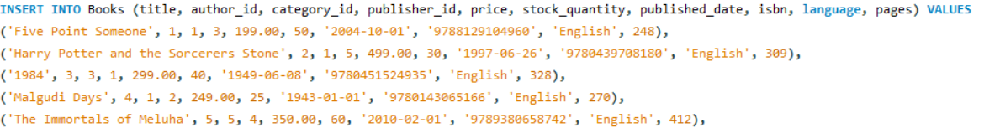 INSERT INTO Books (title, author_id, category_id, publisher_id, price, stock_quantity, published_date, isbn, language, pages) VALUES
('Five Point Someone', 1, 1, 3, 199.00, 50, '2004-10-01', '9788129104960', 'English', 248),
('Harry Potter and the Sorcerers Stone', 2, 1, 5, 499.00, 30, '1997-06-26', '9780439708180', 'English', 309),
('1984', 3, 3, 1, 299.00, 40, '1949-06-08', '9780451524935', 'English', 328),
('Malgudi Days', 4, 1, 2, 249.00, 25, '1943-01-01', '9780143065166', 'English', 270),
('The Immortals of Meluha', 5, 5, 4, 350.00, 60, '2010-02-01', '9789380658742', 'English', 412),